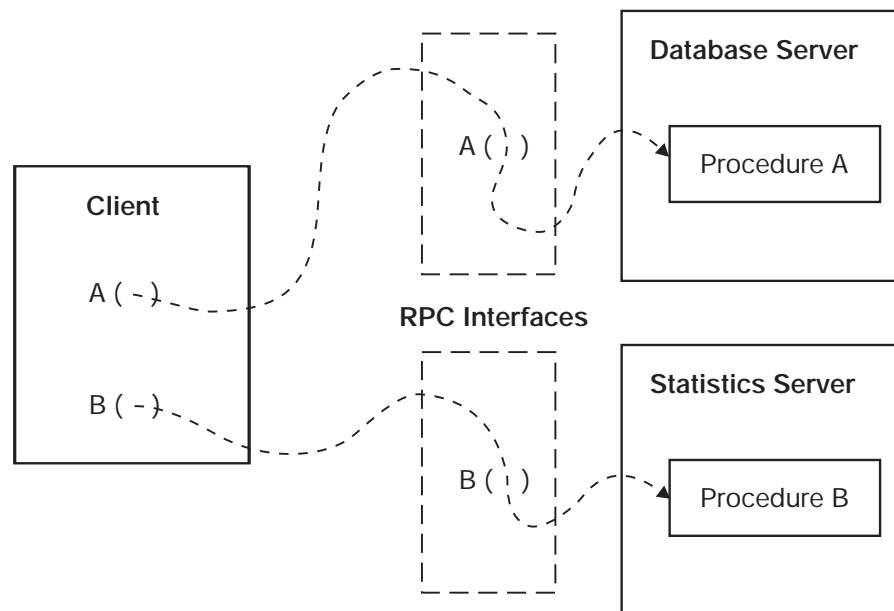 Client
A ( )
B ( )
A ( )
RPC Interfaces
B ( )
Database Server
Procedure A
Statistics Server
Procedure B